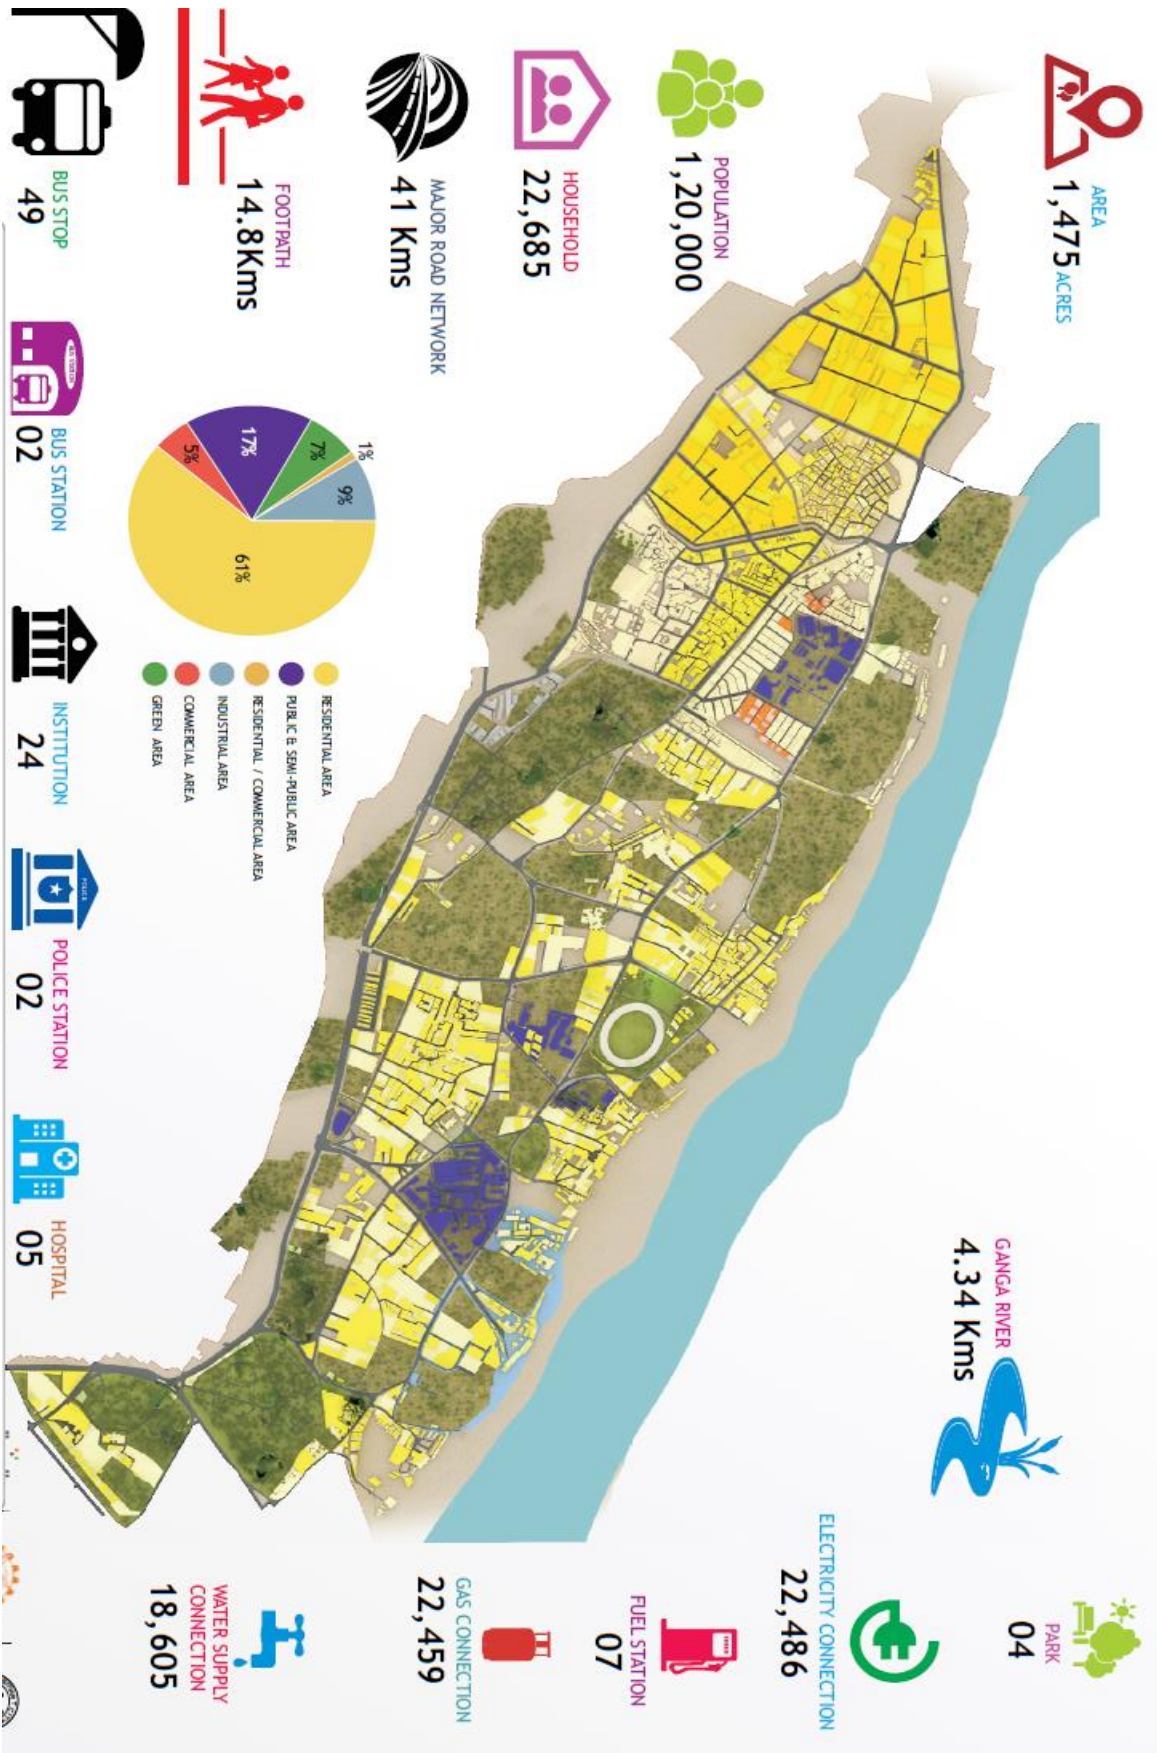 AREA
1,475 ACRES
POPULATION
1,20,000
HOUSEHOLD
22,685
MAJOR ROAD NETWORK
41 Kms
FOOTPATH
14.8Kms
BUS STOP
49
BUS STATION
BUS STATION
02
INSTITUTION
24
POLICE
POLICE STATION
02
HOSPITAL
05
1%
9%
7%
17%
5%
61%
RESIDENTIAL AREA
PUBLIC & SEMI-PUBLIC AREA
RESIDENTIAL / COMMERCIAL AREA
INDUSTRIAL AREA
COMMERCIAL AREA
GREEN AREA
GANGA RIVER
4.34 Kms
PARK
04
ELECTRICITY CONNECTION
22,486
FUEL STATION
07
GAS CONNECTION
22,459
WATER SUPPLY
CONNECTION
18,605